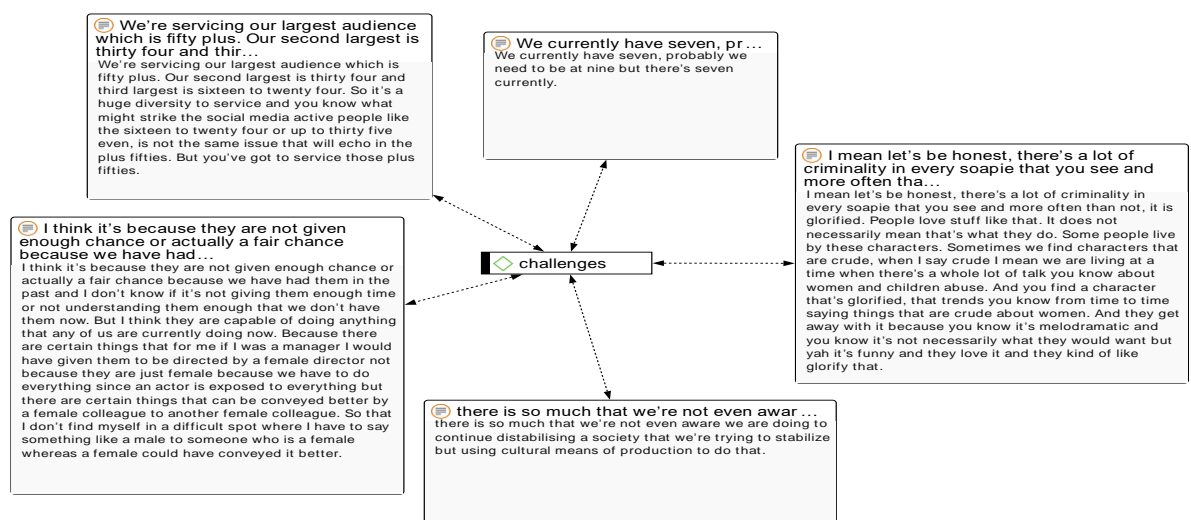 We're servicing our largest audience
which is fifty plus. Our second largest is
thirty four and thir...
We're servicing our largest audience which is
fifty plus. Our second largest is thirty four and
third largest is sixteen to twenty four. So it's a
huge diversity to service and you know what
might strike the social media active people like
the sixteen to twenty four or up to thirty five
even, is not the same issue that will echo in the
plus fifties. But you've got to service those plus
fifties.
We currently have seven, pr...
We currently have seven, probably we
need to be at nine but there's seven
currently.
I mean let's be honest, there's a lot of
criminality in every soapie that you see and
more often tha...
I mean let's be honest, there's a lot of criminality in
every soapie that you see and more often than not, it is
glorified. People love stuff like that. It does not
necessarily mean that's what they do. Some people live
by these characters. Sometimes we find characters that
are crude, when I say crude I mean we are living at a
time when there's a whole lot of talk you know about
women and children abuse. And you find a character
that's glorified, that trends you know from time to time
saying things that are crude about women. And they get
away with it because you know it's melodramatic and
you know it's not necessarily what they would want but
yah it's funny and they love it and they kind of like
glorify that.
I think it's because they are not given
enough chance or actually a fair chance
because we have had...
I think it's because they are not given enough chance or
actually a fair chance because we have had them in the
past and I don't know if it's not giving them enough time
or not understanding them enough that we don't have
them now. But I think they are capable of doing anything
that any of us are currently doing now. Because there
are certain things that for me if I was a manager I would
have given them to be directed by a female director not
because they are just female because we have to do
everything since an actor is exposed to everything but
there are certain things that can be conveyed better by
a female colleague to another female colleague. So that
I don't find myself in a difficult spot where I have to say
something like a male to someone who is a female
whereas a female could have conveyed it better.
challenges
there is so much that we're not even awar ...
there is so much that we're not even aware we are doing to
continue distabilising a society that we're trying to stabilize
but using cultural means of production to do that.